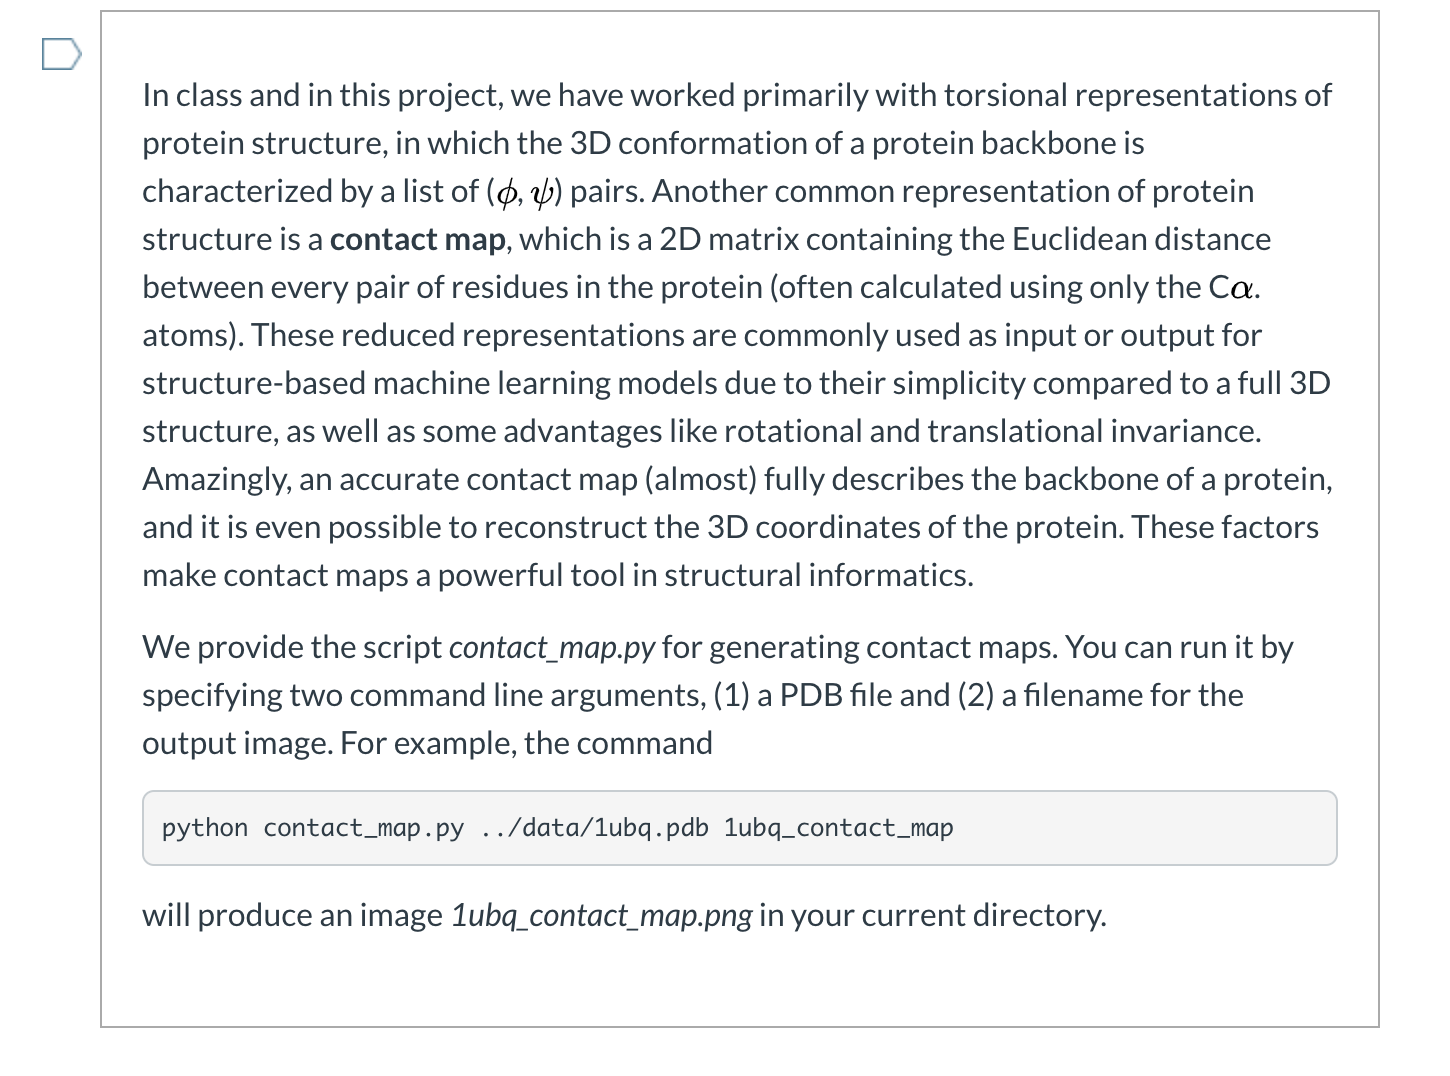 In class and in this project, we have worked primarily with torsional representations of
protein structure, in which the 3D conformation of a protein backbone is
characterized by a list of (ϕ, ψ) pairs. Another common representation of protein
structure is a contact map, which is a 2D matrix containing the Euclidean distance
between every pair of residues in the protein (often calculated using only the Cα.
atoms). These reduced representations are commonly used as input or output for
structure-based machine learning models due to their simplicity compared to a full 3D
structure, as well as some advantages like rotational and translational invariance.
Amazingly, an accurate contact map (almost) fully describes the backbone of a protein,
and it is even possible to reconstruct the 3D coordinates of the protein. These factors
make contact maps a powerful tool in structural informatics.
We provide the script contact_map.py for generating contact maps. You can run it by
specifying two command line arguments, (1) a PDB file and (2) a filename for the
output image. For example, the command
python contact_map.py ../data/1ubq.pdb 1ubq_contact_map
will produce an image 1ubq_contact_map.png in your current directory.